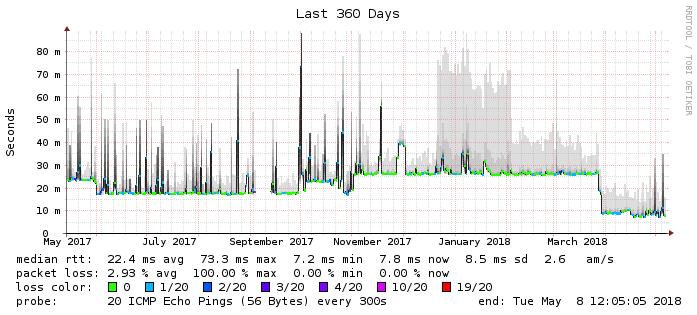 Last 360 Days
RRDTOOL / TOBI OETIKER
Seconds
80 m
70 m
60 m
50 m
40 m
30 m
20 m
10 m
0
May 2017 July 2017 September 2017 November 2017 January 2018 March 2018
median rtt: 22.4 ms avg 73.3 ms max 7.2 ms min 7.8 ms now 8.5 ms sd 2.6 am/s
packet loss: 2.93 % avg 100.00 % max 0.00 % min 0.00 % now
loss color: 0 1/20 2/20 3/20 4/20 10/20 19/20
probe: 20 ICMP Echo Pings (56 Bytes) every 300s end: Tue May 8 12:05:05 2018